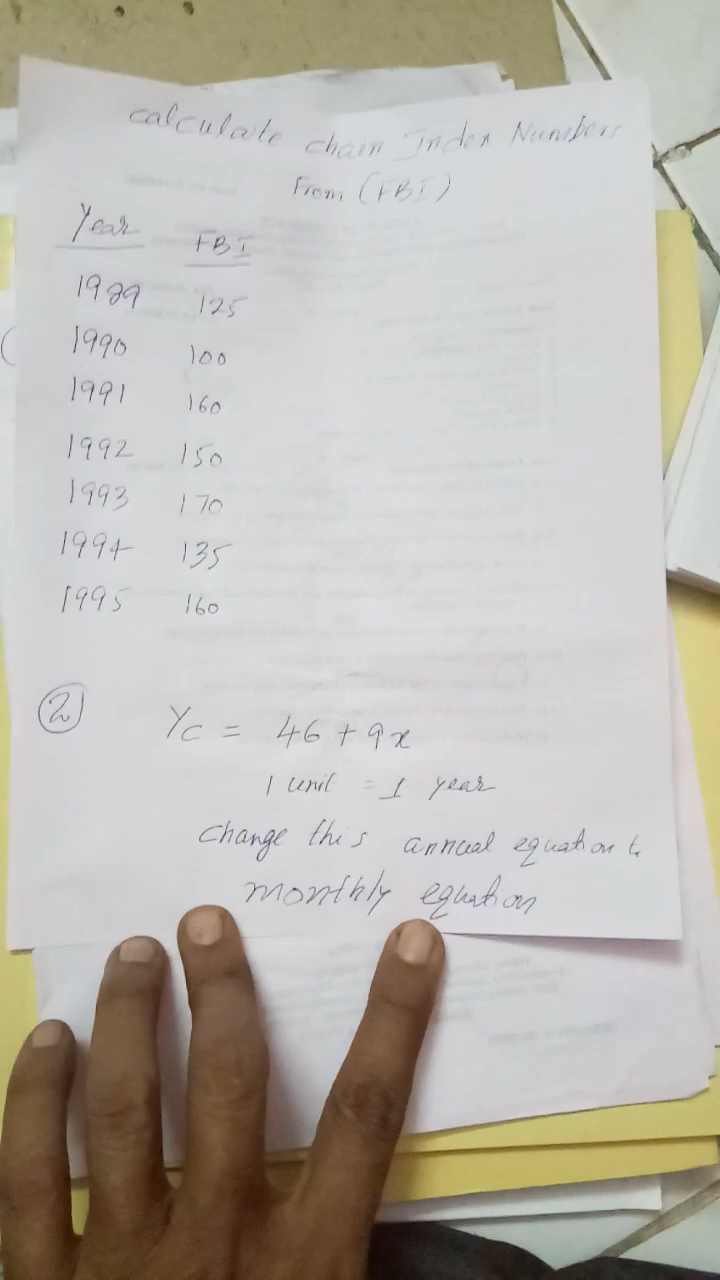 calculate chain Index Numbers
From (FBI)
Year FBI
1989 125
1990 100
1991 160
1992 150
1993 170
1994 135
1995 160
(2) Yc = 46 + 9x
1 unit = 1 year
change this annual equation to
monthly equation